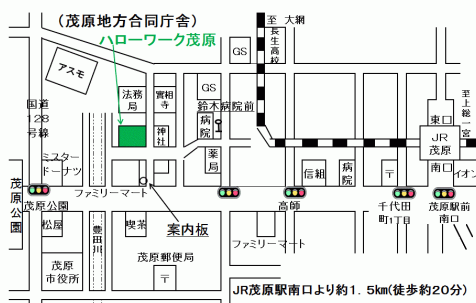 (茂原地方合同庁舎)
ハローワーク茂原
至 大網
長生高校
GS
アスモ
法務局
實相寺
GS
鈴木病院前
国道128号線
神社
病院
東口
至上総一宮
JR茂原
ミスタードーナツ
薬局
信組
病院
〒
南口
イオン
ファミリーマート
茂原公園
茂原公園
高師
千代田町1丁目
茂原駅前南口
松屋
豊田川
喫茶
案内板
ファミリーマート
茂原市役所
茂原郵便局
〒
JR茂原駅南口より約1.5km(徒歩約20分)